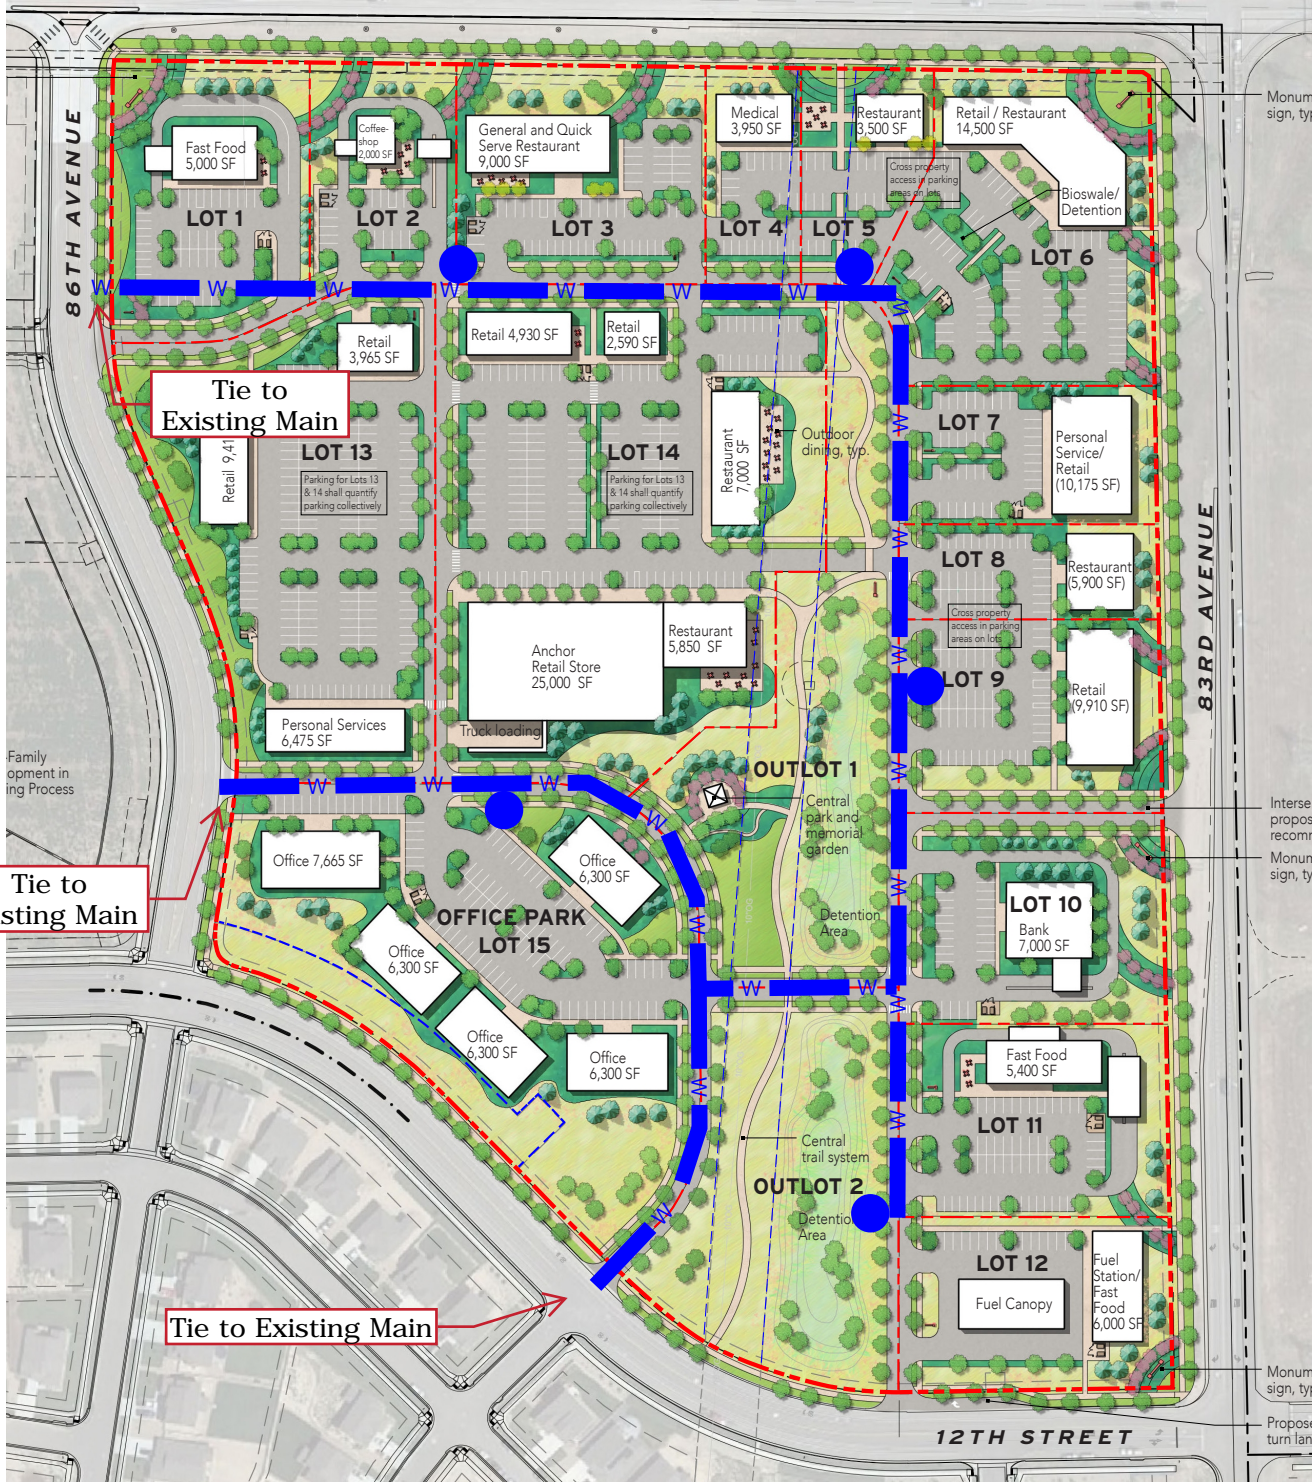 86TH AVENUE
Fast Food
5,000 SF
LOT 1
Coffee-
shop
2,000 SF
LOT 2
General and Quick
Serve Restaurant
9,000 SF
LOT 3
Medical
3,950 SF
LOT 4
Restaurant
3,500 SF
LOT 5
Retail / Restaurant
14,500 SF
Cross property
access in parking
areas on lots
Bioswale/
Detention
LOT 6
Monum
sign, typ
W W W W W W W
W
Retail
3,965 SF
Retail 4,930 SF
Retail
2,590 SF
Tie to
Existing Main
Retail 9,41
LOT 13
Parking for Lots 13
& 14 shall quantify
parking collectively
LOT 14
Parking for Lots 13
& 14 shall quantify
parking collectively
Restaurant
7,000 SF
Outdoor
dining, typ.
W
LOT 7
Personal
Service/
Retail
(10,175 SF)
83RD AVENUE
W
LOT 8
Restaurant
(5,900 SF)
Cross property
access in parking
areas on lots
W
W
LOT 9
Retail
(9,910 SF)
Anchor
Retail Store
25,000 SF
Restaurant
5,850 SF
Truck loading
Personal Services
6,475 SF
Family
opment in
ing Process
W W W
W
OUTLOT 1
Central
park and
memorial
garden
W
Interse
propos
recomm
Monum
sign, ty
Office 7,665 SF
Office
6,300 SF
W
Tie to
sting Main
OFFICE PARK
LOT 15
W
Detention
Area
LOT 10
Bank
7,000 SF
Office
6,300 SF
W W
W
Office
6,300 SF
Office
6,300 SF
Fast Food
5,400 SF
W
W
LOT 11
Central
trail system
OUTLOT 2
Detentio
Area
W
LOT 12
Fuel Canopy
Fuel
Station/
Fast
Food
6,000 SF
Tie to Existing Main
Monum
sign, typ
Propose
turn lan
12TH STREET